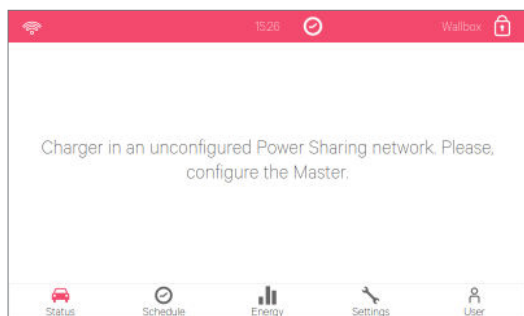 15:26 Wallbox
Charger in an unconfigured Power Sharing network. Please,
configure the Master.
Status Schedule Energy Settings User